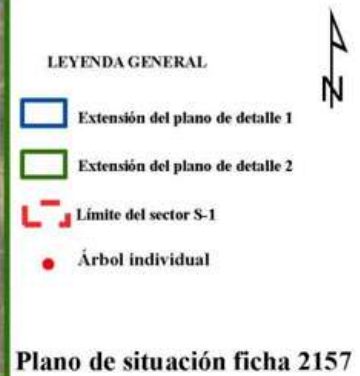 N
LEYENDA GENERAL
Extensión del plano de detalle 1
Extensión del plano de detalle 2
Límite del sector S-1
Árbol individual
Plano de situación ficha 2157